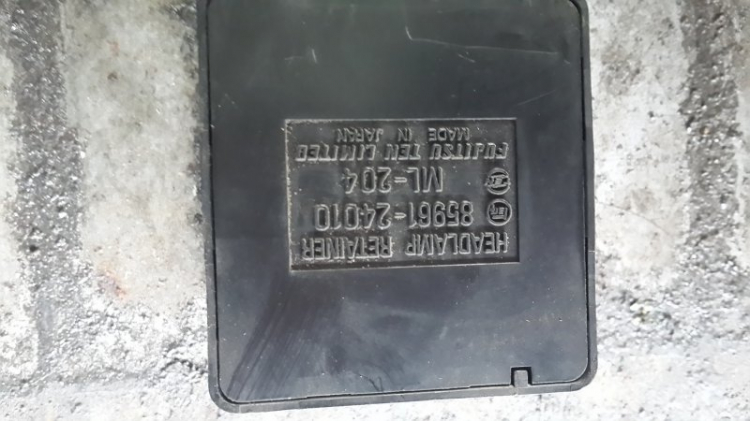 HEADLAMP RETAINER
85961-24010
ML-204
FUJITSU TEN LIMITED
MADE IN JAPAN